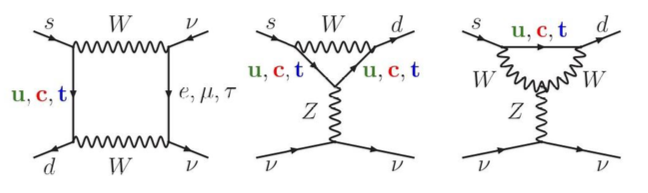 s W ν
u, c, t e, μ, τ
d W ν
s W d
u, c, t u, c, t
Z
ν ν
s u, c, t d
W W
Z
ν ν